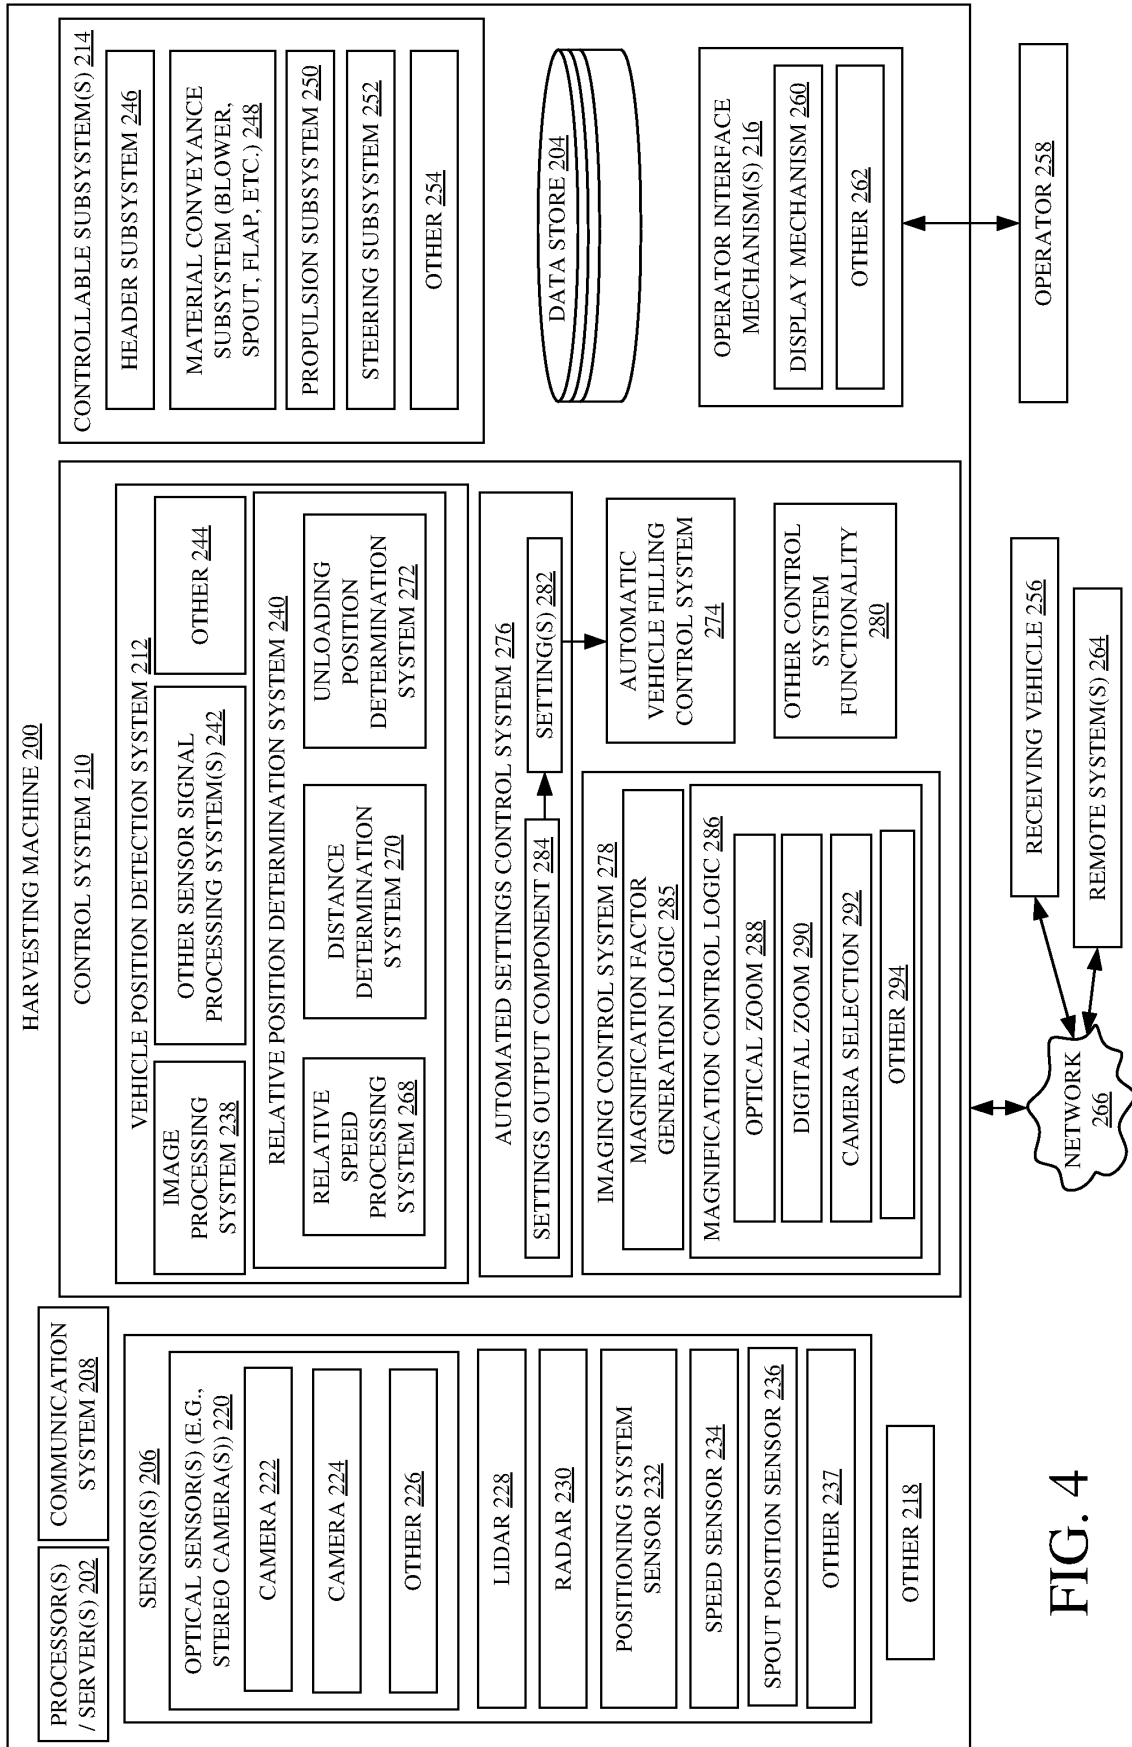 HARVESTING MACHINE 200
PROCESSOR(S)
/ SERVER(S) 202
COMMUNICATION
SYSTEM 208
SENSOR(S) 206
OPTICAL SENSOR(S) (E.G.,
STEREO CAMERA(S)) 220
CAMERA 222
CAMERA 224
OTHER 226
LIDAR 228
RADAR 230
POSITIONING SYSTEM
SENSOR 232
SPEED SENSOR 234
SPOUT POSITION SENSOR 236
OTHER 237
OTHER 218
CONTROL SYSTEM 210
VEHICLE POSITION DETECTION SYSTEM 212
IMAGE
PROCESSING
SYSTEM 238
OTHER SENSOR SIGNAL
PROCESSING SYSTEM(S) 242
OTHER 244
RELATIVE POSITION DETERMINATION SYSTEM 240
RELATIVE
SPEED
PROCESSING
SYSTEM 268
DISTANCE
DETERMINATION
SYSTEM 270
UNLOADING
POSITION
DETERMINATION
SYSTEM 272
AUTOMATED SETTINGS CONTROL SYSTEM 276
SETTINGS OUTPUT COMPONENT 284
SETTING(S) 282
IMAGING CONTROL SYSTEM 278
MAGNIFICATION FACTOR
GENERATION LOGIC 285
MAGNIFICATION CONTROL LOGIC 286
OPTICAL ZOOM 288
DIGITAL ZOOM 290
CAMERA SELECTION 292
OTHER 294
AUTOMATIC
VEHICLE FILLING
CONTROL SYSTEM
274
OTHER CONTROL
SYSTEM
FUNCTIONALITY
280
CONTROLLABLE SUBSYSTEM(S) 214
HEADER SUBSYSTEM 246
MATERIAL CONVEYANCE
SUBSYSTEM (BLOWER,
SPOUT, FLAP, ETC.) 248
PROPULSION SUBSYSTEM 250
STEERING SUBSYSTEM 252
OTHER 254
DATA STORE 204
OPERATOR INTERFACE
MECHANISM(S) 216
DISPLAY MECHANISM 260
OTHER 262
NETWORK
266
RECEIVING VEHICLE 256
REMOTE SYSTEM(S) 264
OPERATOR 258
FIG. 4